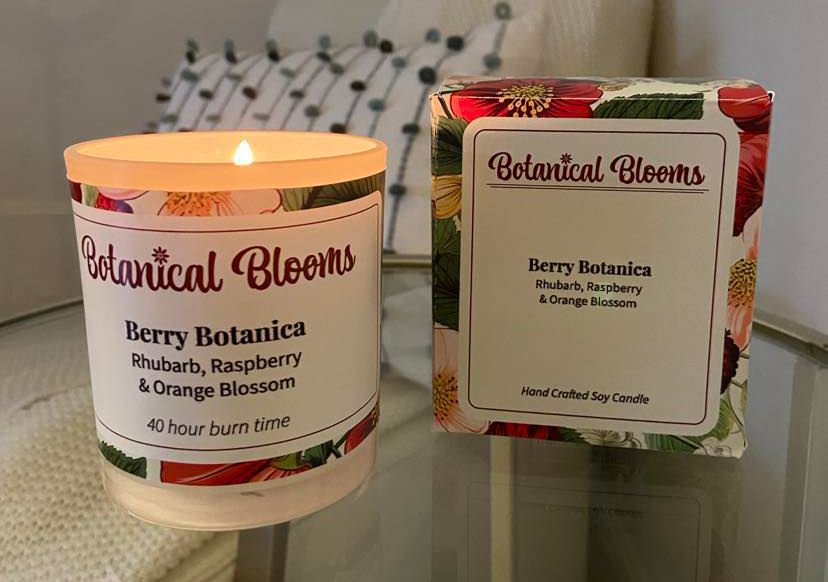 Botanical Blooms
Berry Botanica
Rhubarb, Raspberry
& Orange Blossom
40 hour burn time
Botanical Blooms
Berry Botanica
Rhubarb, Raspberry
& Orange Blossom
Hand Crafted Soy Candle